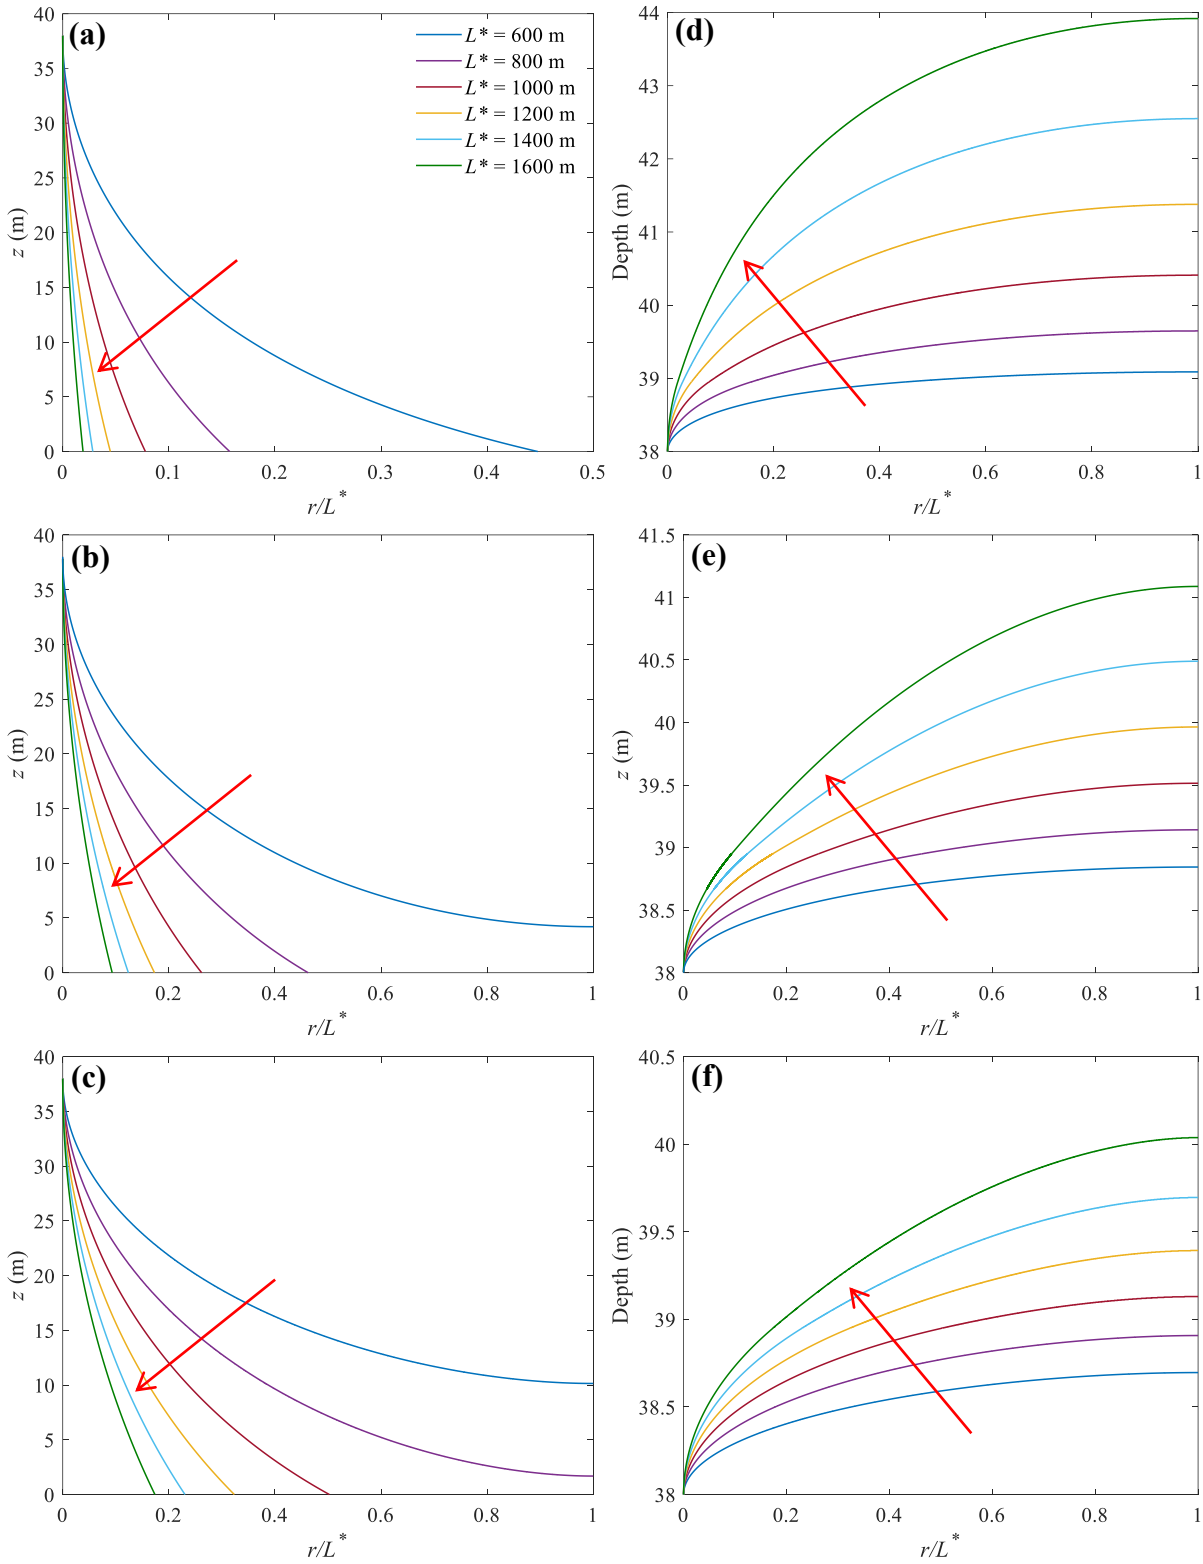 (a)
L* = 600 m
L* = 800 m
L* = 1000 m
L* = 1200 m
L* = 1400 m
L* = 1600 m
40
35
30
25
20
15
10
5
0
z (m)
0 0.1 0.2 0.3 0.4 0.5
r/L*
(d)
44
43
42
41
40
39
38
Depth (m)
0 0.2 0.4 0.6 0.8 1
r/L*
(b)
40
35
30
25
20
15
10
5
0
z (m)
0 0.2 0.4 0.6 0.8 1
r/L*
(e)
41.5
41
40.5
40
39.5
39
38.5
38
z (m)
0 0.2 0.4 0.6 0.8 1
r/L*
(c)
40
35
30
25
20
15
10
5
0
z (m)
0 0.2 0.4 0.6 0.8 1
r/L*
(f)
40.5
40
39.5
39
38.5
38
Depth (m)
0 0.2 0.4 0.6 0.8 1
r/L*